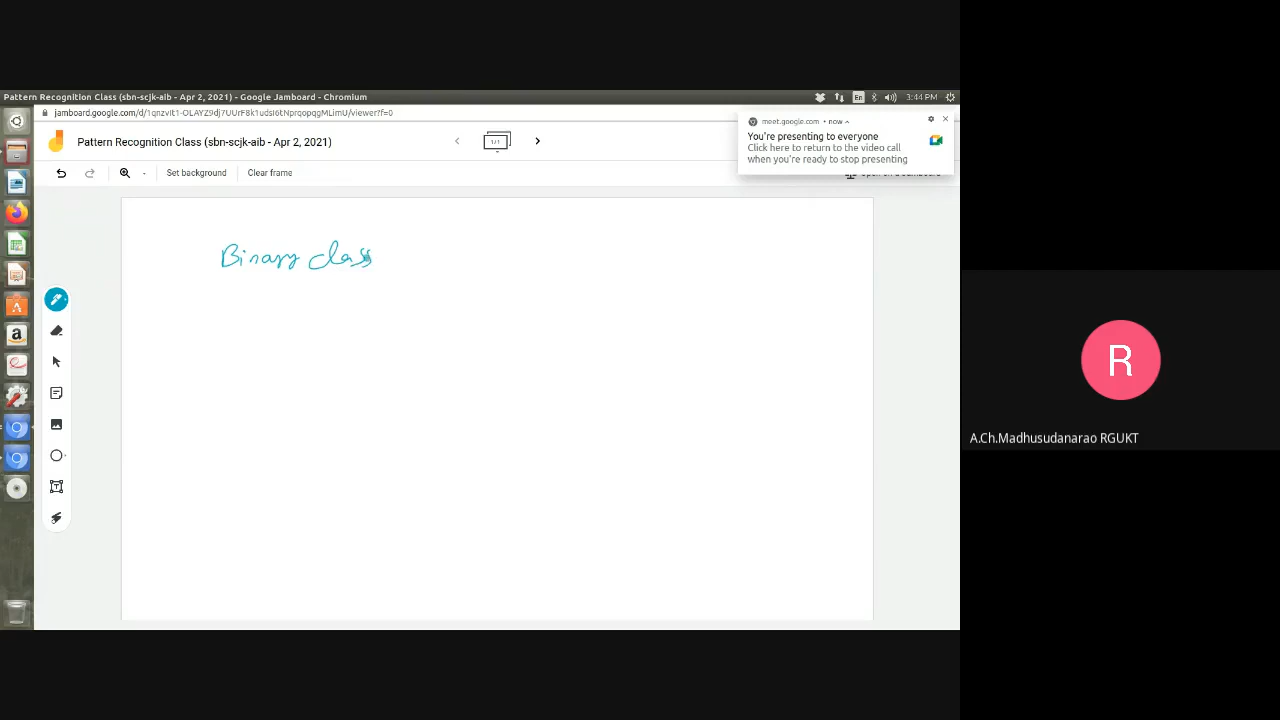 Pattern Recognition Class (sbn-scjk-aib - Apr 2, 2021) - Google Jamboard - Chromium
En
3:44 PM
meet.google.com • now
You're presenting to everyone
Click here to return to the video call
when you're ready to stop presenting
Pattern Recognition Class (sbn-scjk-aib - Apr 2, 2021)
1/1
Set background
Clear frame
Binary class
R
A.Ch.Madhusudanarao RGUKT